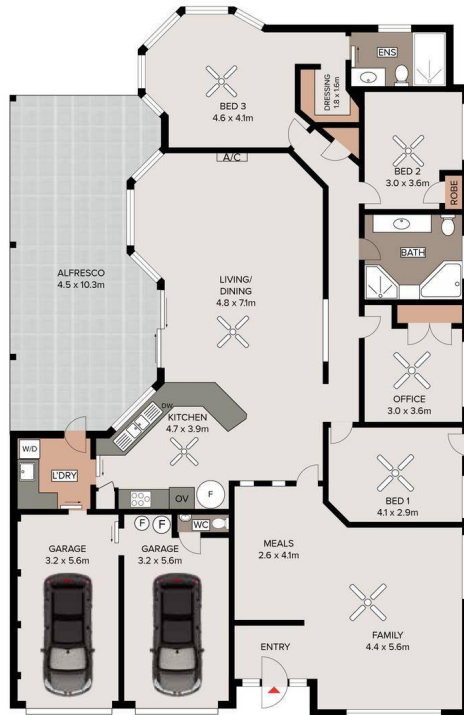 ENS
DRESSING
1.8 x 1.6m
BED 3
4.6 x 4.1m
A/C
BED 2
3.0 x 3.6m
ROBE
BATH
ALFRESCO
4.5 x 10.3m
LIVING/
DINING
4.8 x 7.1m
OFFICE
3.0 x 3.6m
DW
KITCHEN
4.7 x 3.9m
W/D
L'DRY
OV
F
BED 1
4.1 x 2.9m
F
F
WC
GARAGE
3.2 x 5.6m
GARAGE
3.2 x 5.6m
MEALS
2.6 x 4.1m
FAMILY
4.4 x 5.6m
ENTRY